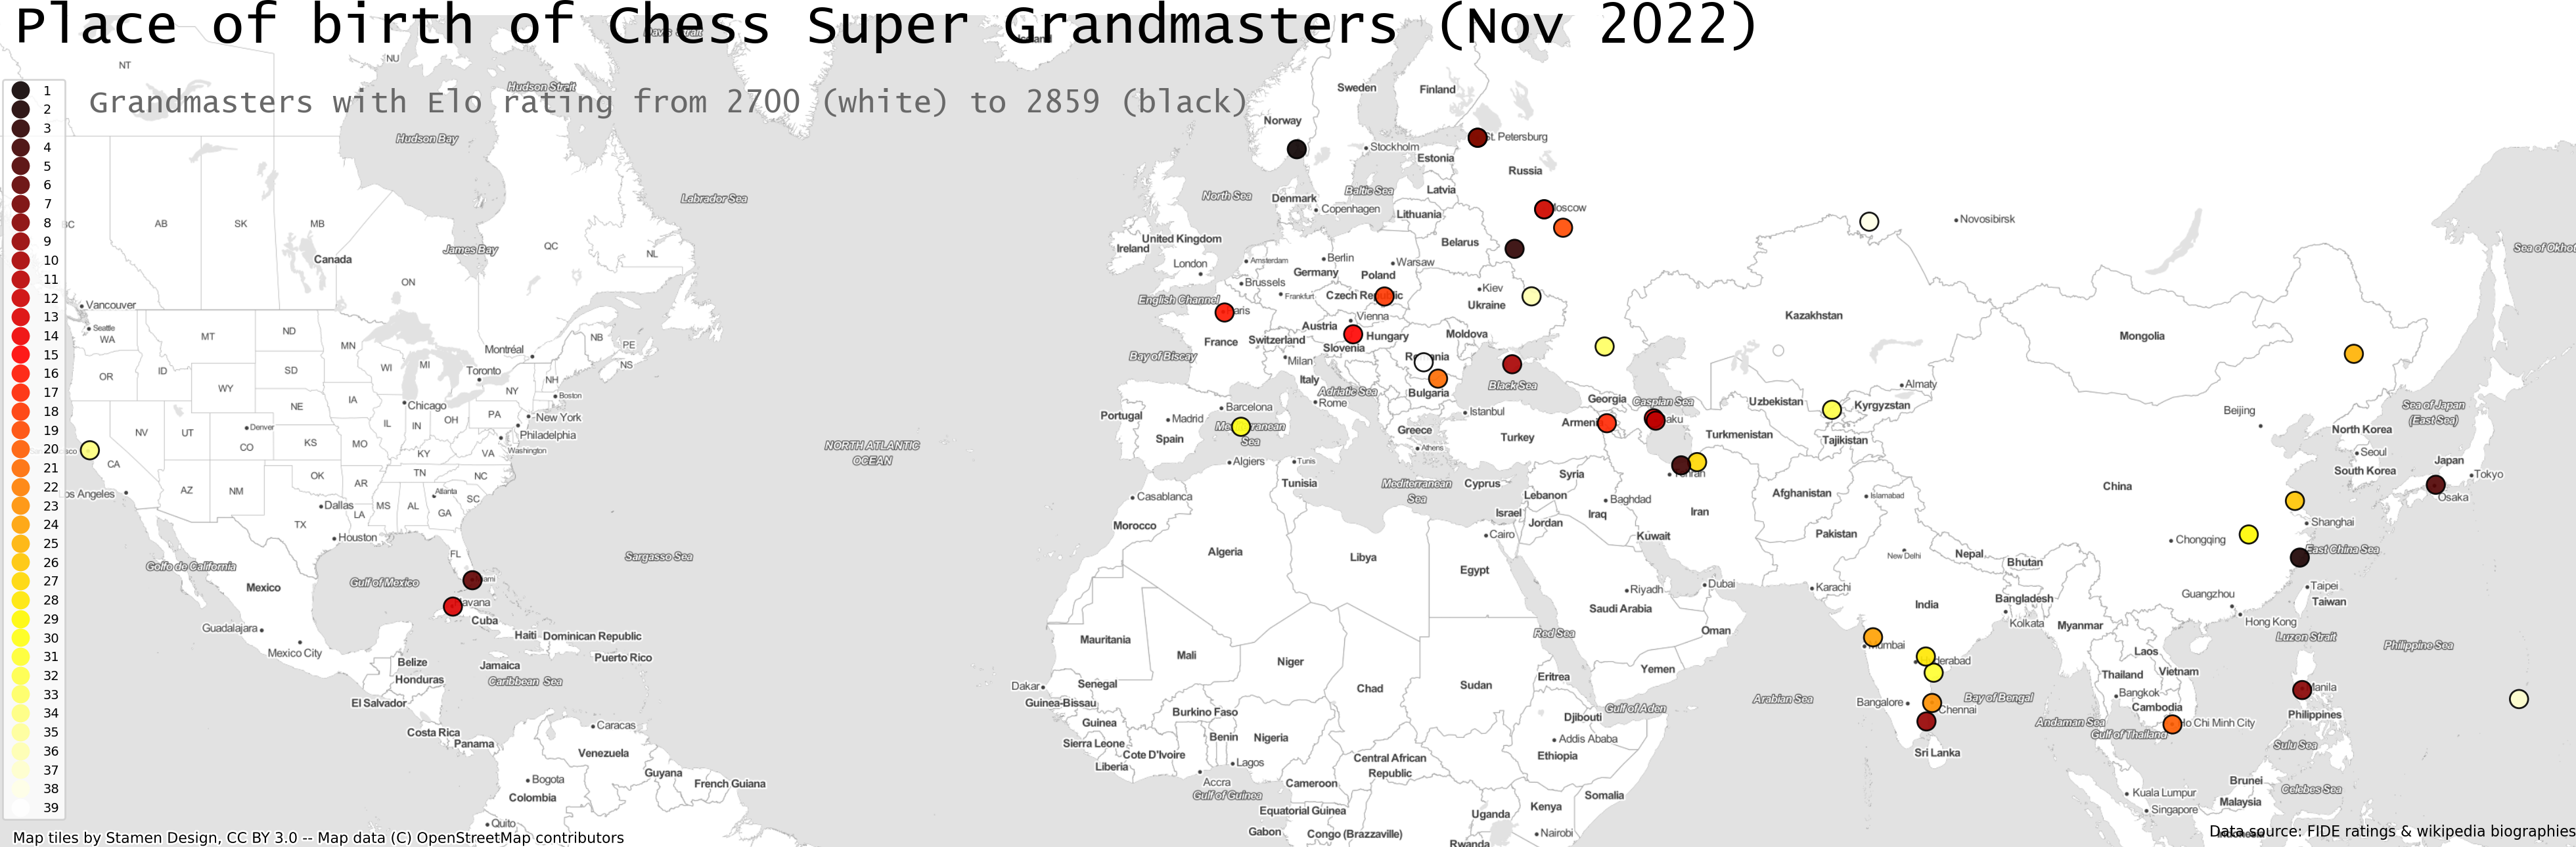 Place of birth of Chess Super Grandmasters (Nov 2022)
Grandmasters with Elo rating from 2700 (white) to 2859 (black)
1
2
3
4
5
6
7
8
9
10
11
12
13
14
15
16
17
18
19
20
21
22
23
24
25
26
27
28
29
30
31
32
33
34
35
36
37
38
39
NT
NU
Davis Strait
Hudson Strait
Hudson Bay
Labrador Sea
James Bay
AB
SK
MB
Canada
ON
QC
NL
Vancouver
Seattle
WA
MT
ND
MN
OR
ID
WY
SD
WI
MI
Toronto
Montréal
NB
PE
NS
NY
NH
Boston
NE
IA
Chicago
PA
New York
Philadelphia
NV
UT
Denver
CO
KS
MO
IL
IN
OH
KY
VA
Washington
CA
AZ
NM
OK
AR
TN
NC
Atlanta
SC
os Angeles
TX
Dallas
LA
MS
AL
GA
Houston
FL
Golfo de California
Mexico
Gulf of Mexico
Sargasso Sea
Guadalajara
Mexico City
Cuba
Haiti
Dominican Republic
Puerto Rico
Jamaica
Belize
Honduras
Caribbean Sea
El Salvador
Costa Rica
Panama
Caracas
Venezuela
Guyana
French Guiana
Bogota
Colombia
Quito
NORTH ATLANTIC
OCEAN
Sweden
Finland
Norway
St. Petersburg
Stockholm
Estonia
Russia
North Sea
Baltic Sea
Latvia
Denmark
Copenhagen
Lithuania
United Kingdom
Ireland
Belarus
London
Amsterdam
Berlin
Warsaw
Germany
Poland
Brussels
Frankfurt
Kiev
Ukraine
English Channel
Vienna
Austria
Hungary
Moldova
France
Switzerland
Slovenia
Bay of Biscay
Milan
Italy
Adriatic Sea
Rome
Bulgaria
Black Sea
Portugal
Madrid
Spain
Barcelona
Istanbul
Georgia
Caspian Sea
Greece
Athens
Turkey
Algiers
Tunis
Tunisia
Mediterranean
Sea
Cyprus
Syria
Lebanon
Baghdad
Iraq
Iran
Israel
Jordan
Kuwait
Casablanca
Morocco
Algeria
Libya
Cairo
Egypt
Riyadh
Dubai
Saudi Arabia
Oman
Red Sea
Yemen
Mauritania
Mali
Niger
Chad
Sudan
Eritrea
Gulf of Aden
Arabian Sea
Dakar
Senegal
Guinea-Bissau
Guinea
Burkino Faso
Djibouti
Benin
Nigeria
Addis Ababa
Ethiopia
Sierra Leone
Cote D'Ivoire
Liberia
Lagos
Accra
Gulf of Guinea
Cameroon
Central African
Republic
Equatorial Guinea
Gabon
Congo (Brazzaville)
Uganda
Kenya
Somalia
Nairobi
Rwanda
Novosibirsk
Kazakhstan
Mongolia
Almaty
Uzbekistan
Kyrgyzstan
Turkmenistan
Tajikistan
Afghanistan
Islamabad
Pakistan
New Delhi
Nepal
Bhutan
Karachi
India
Bangladesh
Kolkata
Myanmar
Bangalore
Chennai
Bay of Bengal
Sri Lanka
Andaman Sea
Laos
Thailand
Vietnam
Bangkok
Cambodia
Gulf of Thailand
Ho Chi Minh City
China
Beijing
North Korea
Seoul
South Korea
Sea of Japan
(East Sea)
Japan
Tokyo
Osaka
Shanghai
Chongqing
East China Sea
Guangzhou
Taipei
Taiwan
Hong Kong
Luzon Strait
Philippine Sea
Philippines
Sulu Sea
Brunei
Celebes Sea
Malaysia
Kuala Lumpur
Singapore
Map tiles by Stamen Design, CC BY 3.0 -- Map data (C) OpenStreetMap contributors
Data source: FIDE ratings & wikipedia biographies